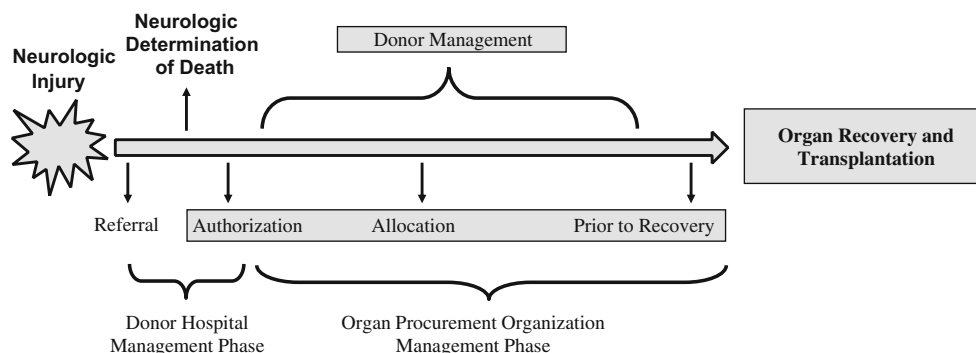 Neurologic
Injury
Neurologic
Determination
of Death
Donor Management
Organ Recovery and
Transplantation
Referral
Authorization
Allocation
Prior to Recovery
Donor Hospital
Management Phase
Organ Procurement Organization
Management Phase